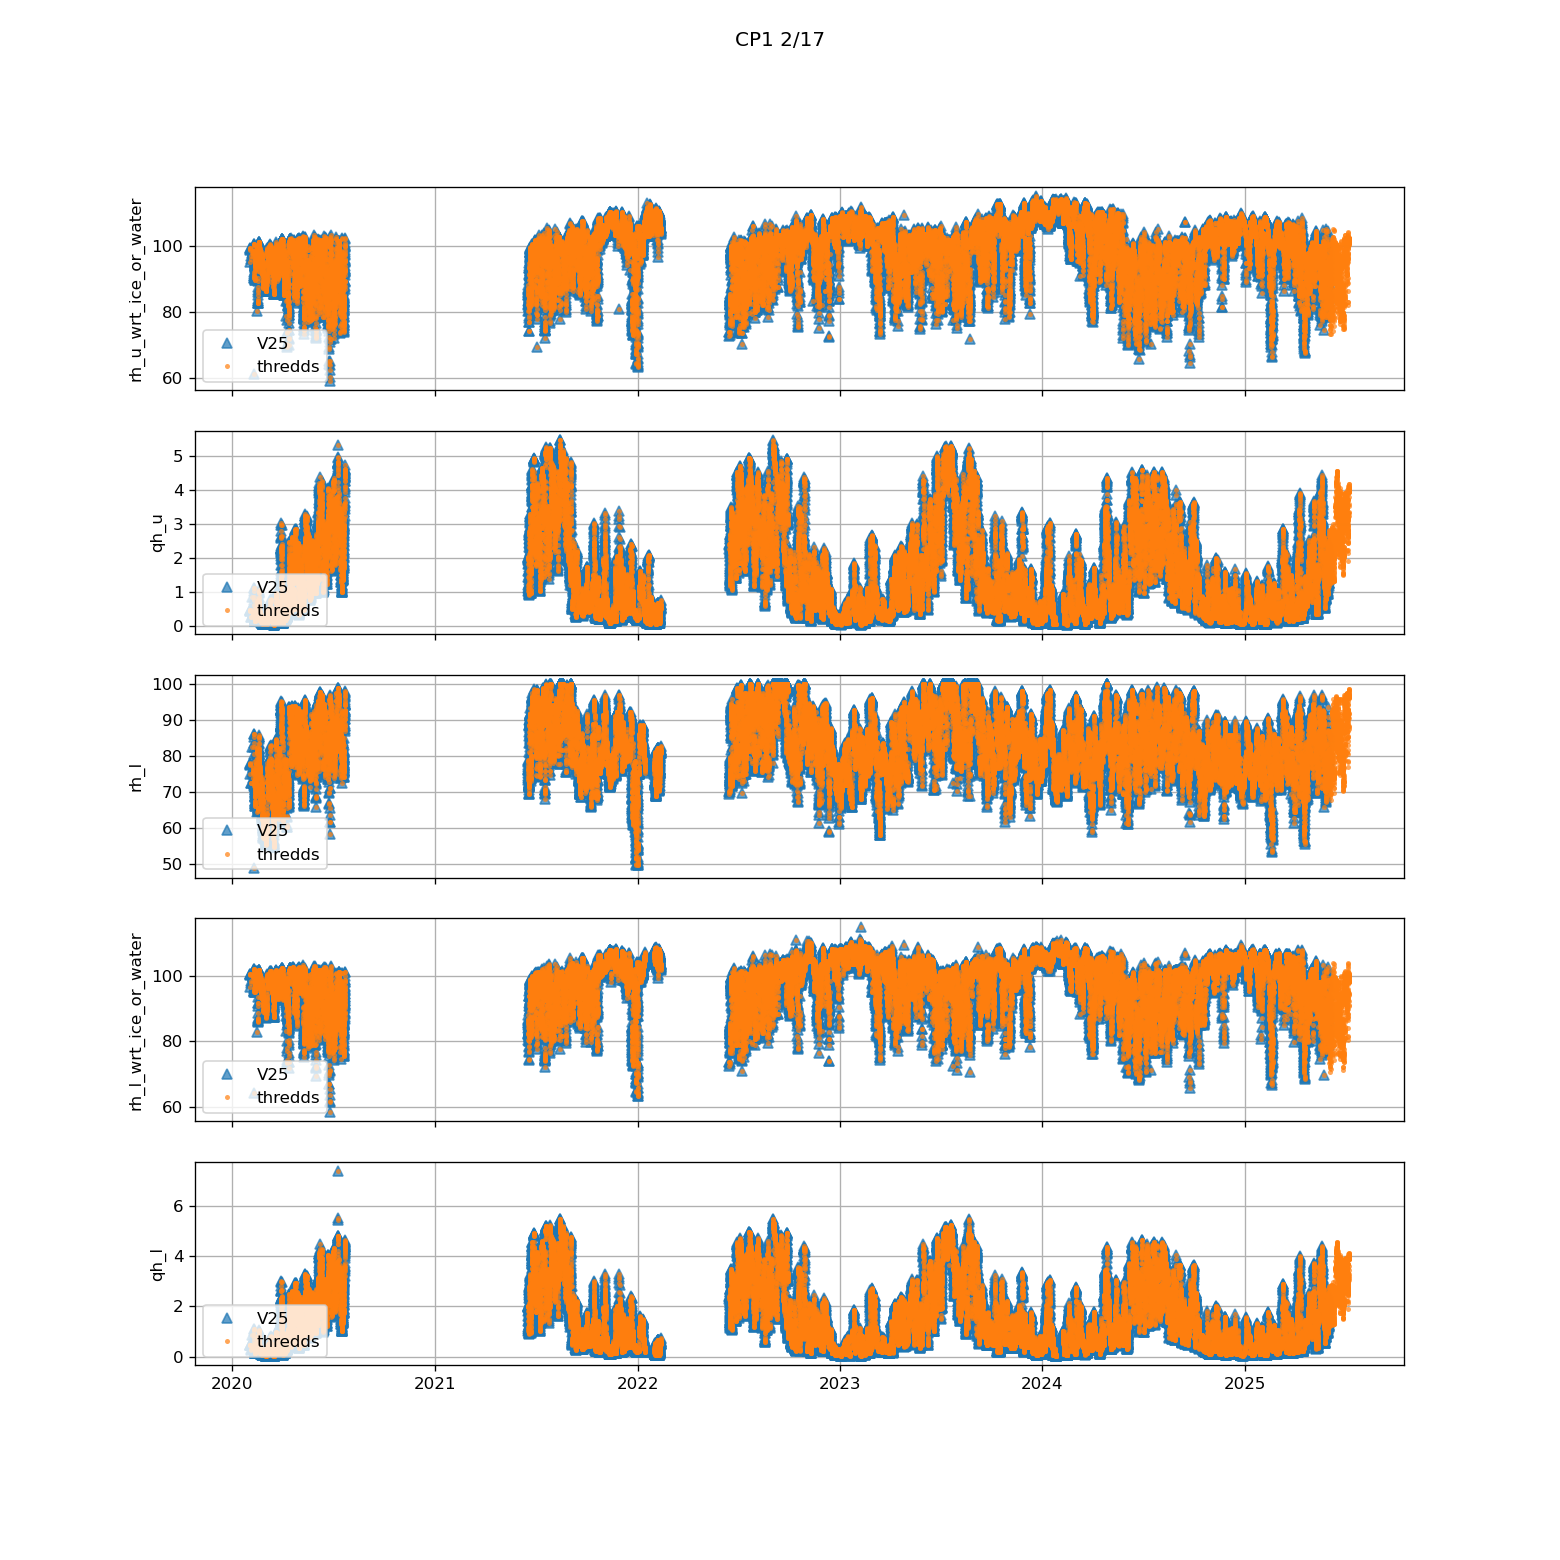 CP1 2/17
rh_u_wrt_ice_or_water
100
80
60
V25
thredds
qh_u
5
4
3
2
1
0
V25
thredds
rh_l
100
90
80
70
60
50
V25
thredds
rh_l_wrt_ice_or_water
100
80
60
V25
thredds
qh_l
6
4
2
0
V25
thredds
2020 2021 2022 2023 2024 2025